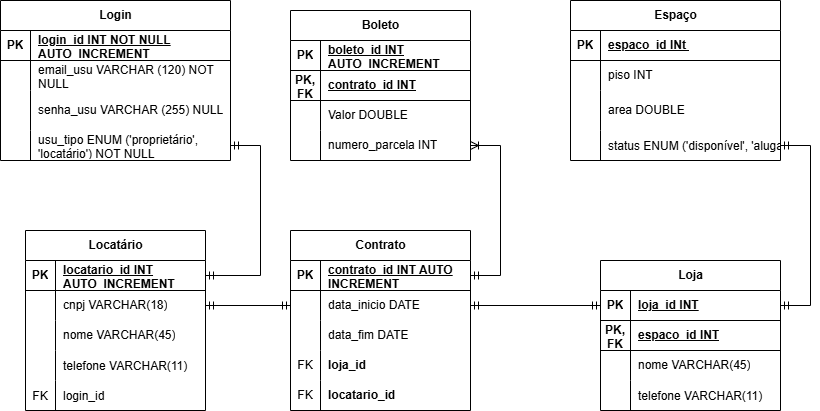 Login
PK login_id INT NOT NULL
AUTO_INCREMENT
email_usu VARCHAR (120) NOT
NULL
senha_usu VARCHAR (255) NULL
usu_tipo ENUM ('proprietário',
'locatário') NOT NULL
Boleto
PK boleto_id INT
AUTO_INCREMENT
PK,
FK contrato_id INT
Valor DOUBLE
numero_parcela INT
Espaço
PK espaco_id INt
piso INT
area DOUBLE
status ENUM ('disponível', 'aluga
Locatário
PK locatario_id INT
AUTO_INCREMENT
cnpj VARCHAR(18)
nome VARCHAR(45)
telefone VARCHAR(11)
FK login_id
Contrato
PK contrato_id INT AUTO
INCREMENT
data_inicio DATE
data_fim DATE
FK loja_id
FK locatario_id
Loja
PK loja_id INT
PK,
FK espaco_id INT
nome VARCHAR(45)
telefone VARCHAR(11)